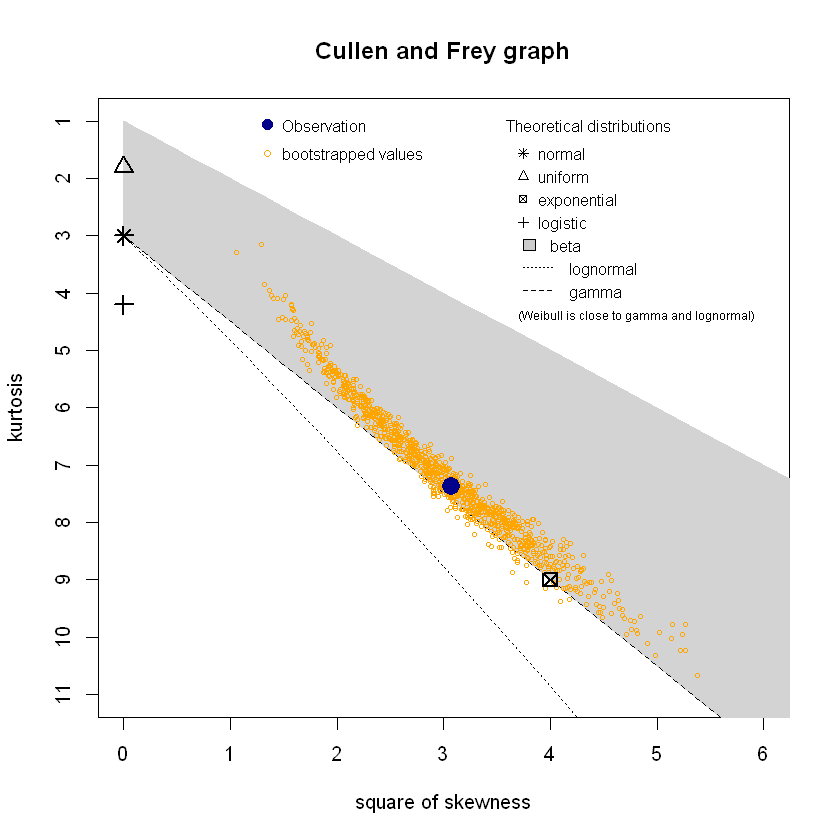 Cullen and Frey graph
Observation
bootstrapped values
Theoretical distributions
normal
uniform
exponential
logistic
beta
lognormal
gamma
(Weibull is close to gamma and lognormal)
kurtosis
1
2
3
4
5
6
7
8
9
10
11
0 1 2 3 4 5 6
square of skewness